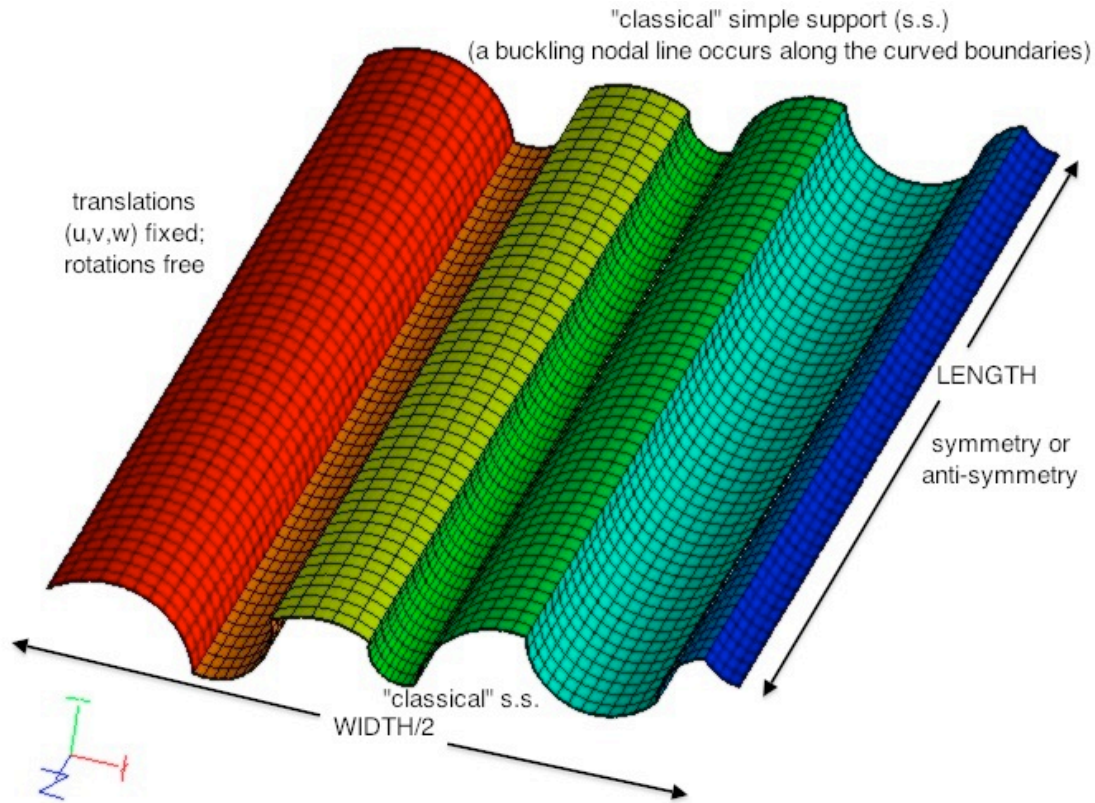 "classical" simple support (s.s.)
(a buckling nodal line occurs along the curved boundaries)
translations
(u,v,w) fixed;
rotations free
LENGTH
symmetry or
anti-symmetry
"classical" s.s.
WIDTH/2